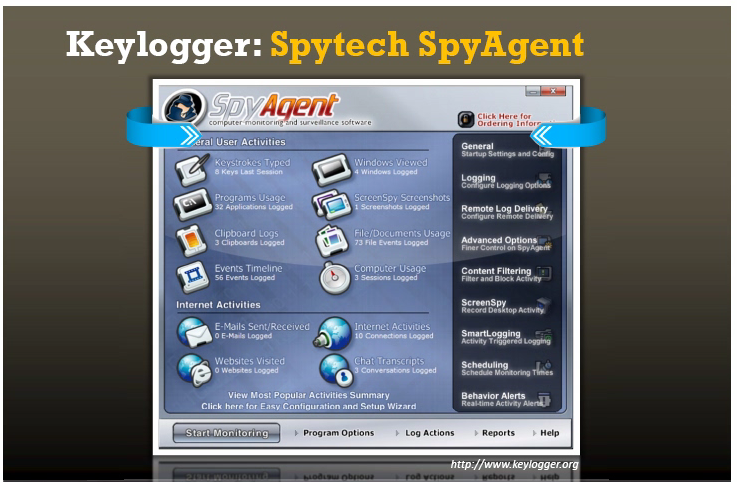 Keylogger: Spytech SpyAgent
SpyAgent
computer monitoring and surveillance software
Click Here for
Ordering
General User Activities
Keystrokes Typed
8 Keys Last Session
Windows Viewed
4 Windows Logged
Programs Usage
32 Applications Logged
ScreenSpy Screenshots
1 Screenshots Logged
Clipboard Logs
3 Clipboards Logged
File/Documents Usage
73 File Events Logged
Events Timeline
56 Events Logged
Computer Usage
3 Sessions Logged
Internet Activities
E-Mails Sent/Received
0 E-Mails Logged
Internet Activities
10 Connections Logged
Websites Visited
0 Websites Logged
Chat Transcripts
3 Conversations Logged
View Most Popular Activities Summary
Click here for Easy Configuration and Setup Wizard
General
Startup Settings and Config
Logging
Configure Logging Options
Remote Log Delivery
Configure Remote Delivery
Advanced Options
Finer Control on SpyAgent
Content Filtering
Filter and Block Activity
ScreenSpy
Record Desktop Activity
SmartLogging
Activity Triggered Logging
Scheduling
Schedule Monitoring Times
Behavior Alerts
Real-time Activity Alerts
Start Monitoring Program Options Log Actions Reports Help
http://www.keylogger.org